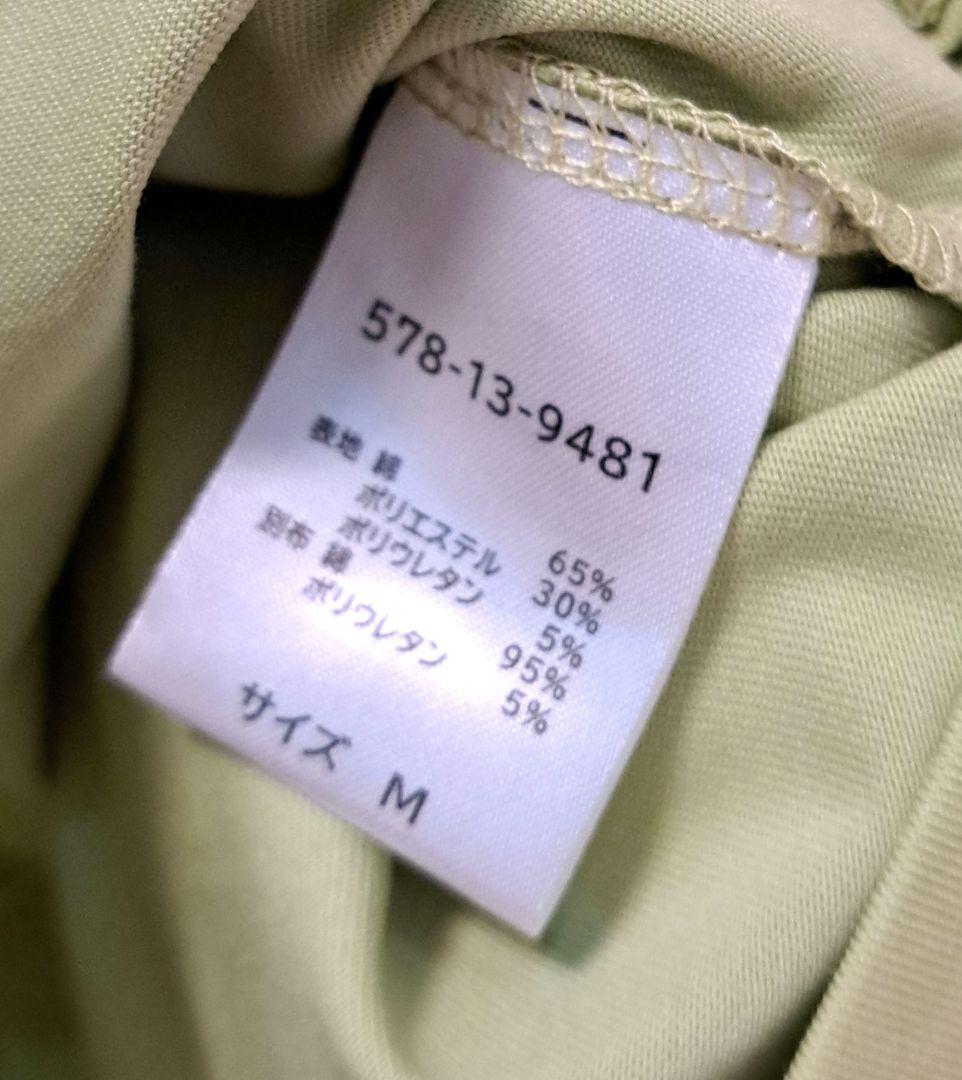 578-13-9481
表地 綿 65%
ポリエステル 30%
ポリウレタン 5%
別布 綿 95%
ポリウレタン 5%
サイズ M